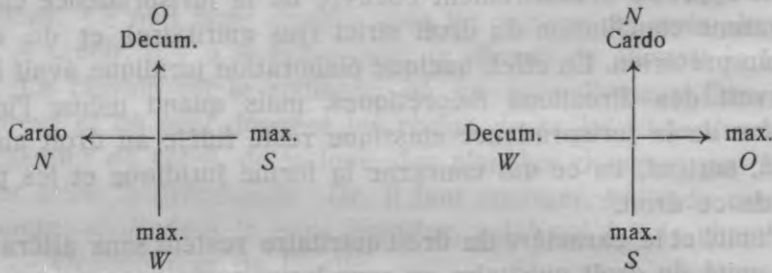 O N
Decum. Cardo
Cardo max. Decum. max.
N S W O
max. max.
W S